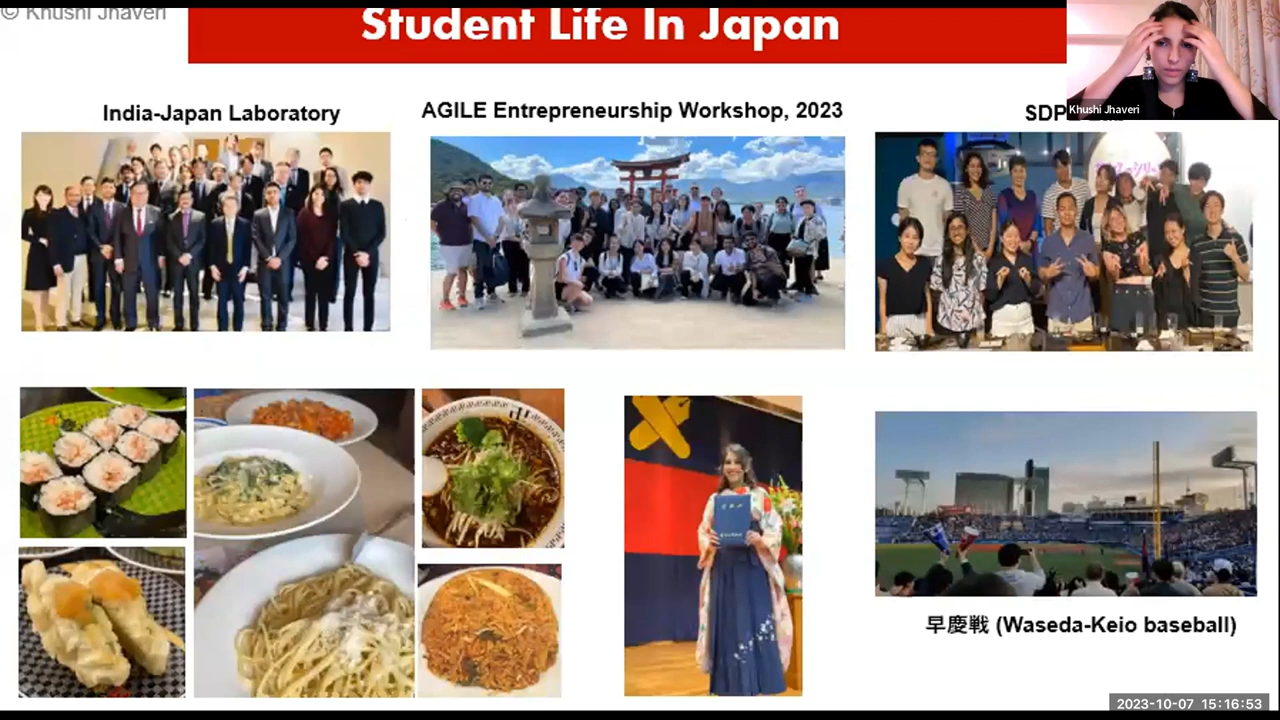 © Khushi Jhaveri
Student Life In Japan
Khushi Jhaveri
India-Japan Laboratory
AGILE Entrepreneurship Workshop, 2023
SDP
早慶戦 (Waseda-Keio baseball)
2023-10-07 15:16:53